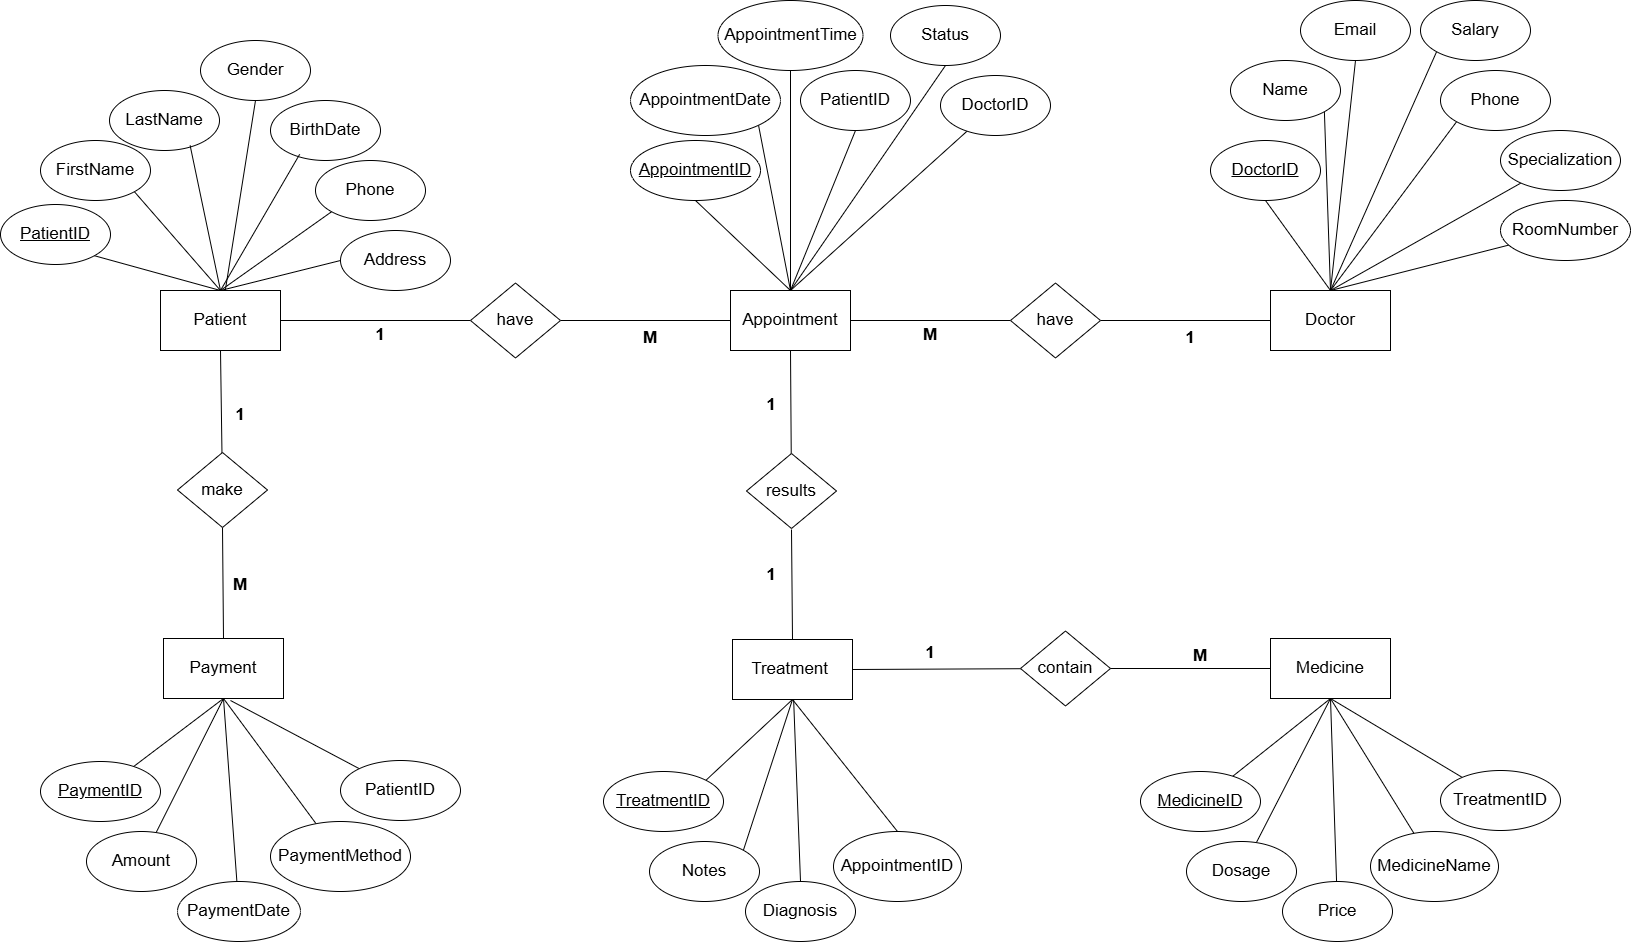 AppointmentTime
Status
Email
Salary
Gender
Name
Phone
AppointmentDate
PatientID
DoctorID
LastName
BirthDate
Specialization
FirstName
AppointmentID
DoctorID
Phone
RoomNumber
PatientID
Address
Patient
have
Appointment
have
Doctor
1
M
M
1
1
1
make
results
M
1
1
M
Payment
Treatment
contain
Medicine
PaymentID
PatientID
TreatmentID
MedicineID
TreatmentID
Amount
PaymentMethod
Notes
AppointmentID
Dosage
MedicineName
PaymentDate
Diagnosis
Price